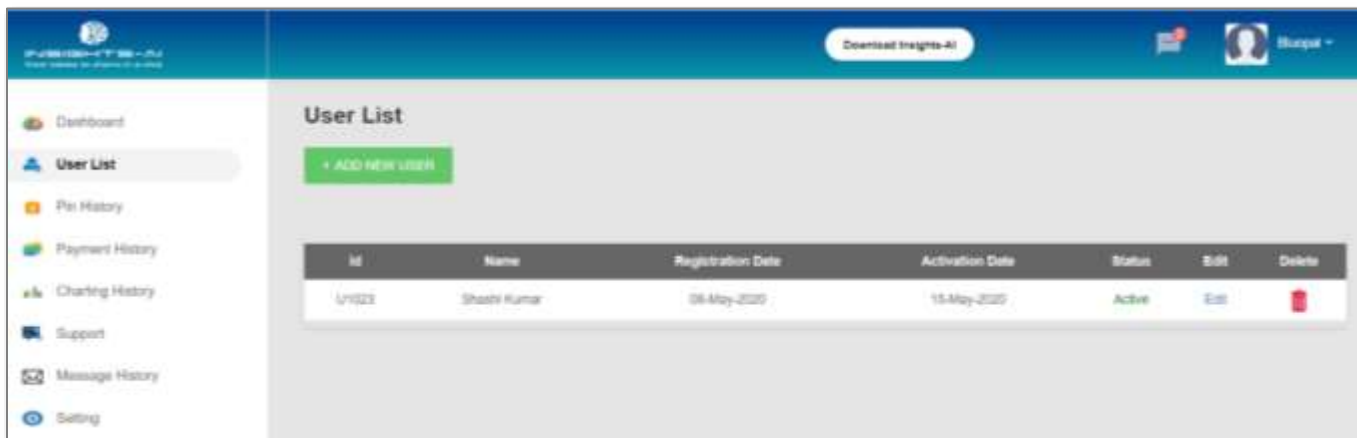 INSIGHTS-AI
Download Insights-AI
Dashboard
User List
Pin History
Payment History
Charting History
Support
Message History
Setting
User List
+ ADD NEW USER
Id Name Registration Date Activation Date Status Edit Delete
U1023 Shashi Kumar 08-May-2020 15-May-2020 Active Edit